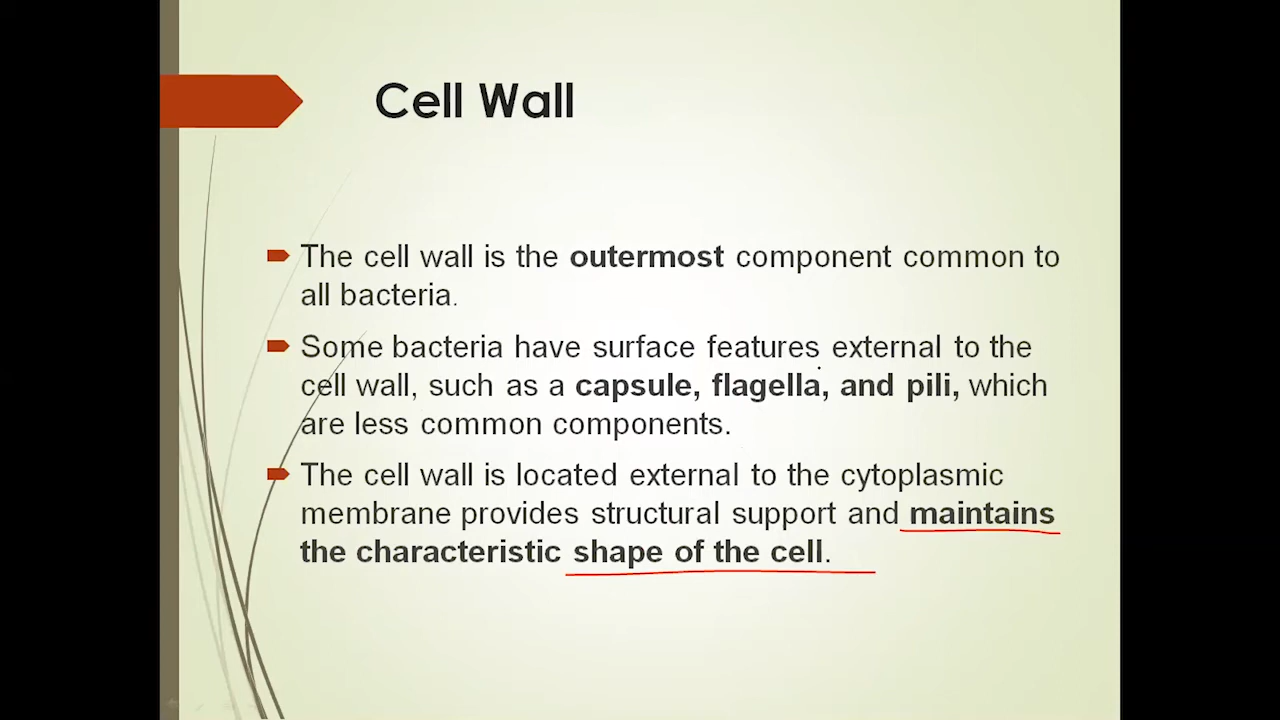 Cell Wall
The cell wall is the outermost component common to
all bacteria.
Some bacteria have surface features external to the
cell wall, such as a capsule, flagella, and pili, which
are less common components.
The cell wall is located external to the cytoplasmic
membrane provides structural support and maintains
the characteristic shape of the cell.